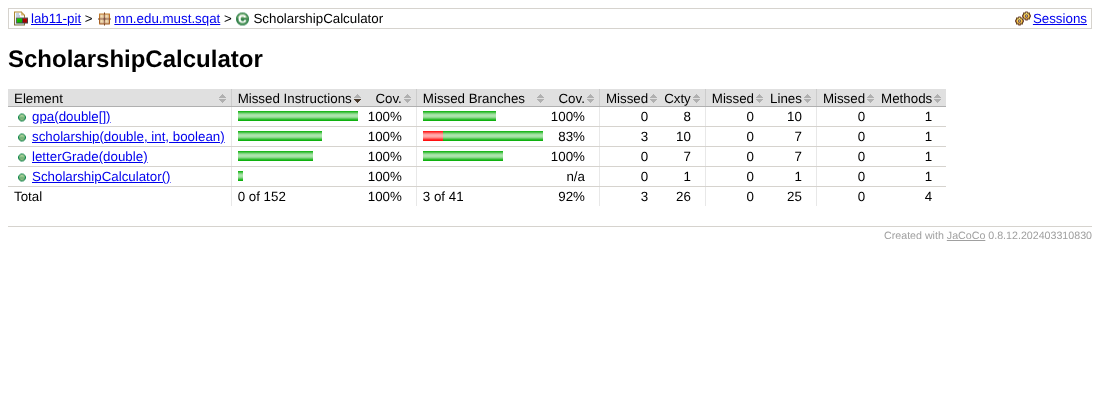 lab11-pit > mn.edu.must.sqat > ScholarshipCalculator Sessions
ScholarshipCalculator
Element Missed Instructions Cov. Missed Branches Cov. Missed Cxty Missed Lines Missed Methods
gpa(double[]) 100% 100% 0 8 0 10 0 1
scholarship(double, int, boolean) 100% 83% 3 10 0 7 0 1
letterGrade(double) 100% 100% 0 7 0 7 0 1
ScholarshipCalculator() 100% n/a 0 1 0 1 0 1
Total 0 of 152 100% 3 of 41 92% 3 26 0 25 0 4
Created with JaCoCo 0.8.12.202403310830